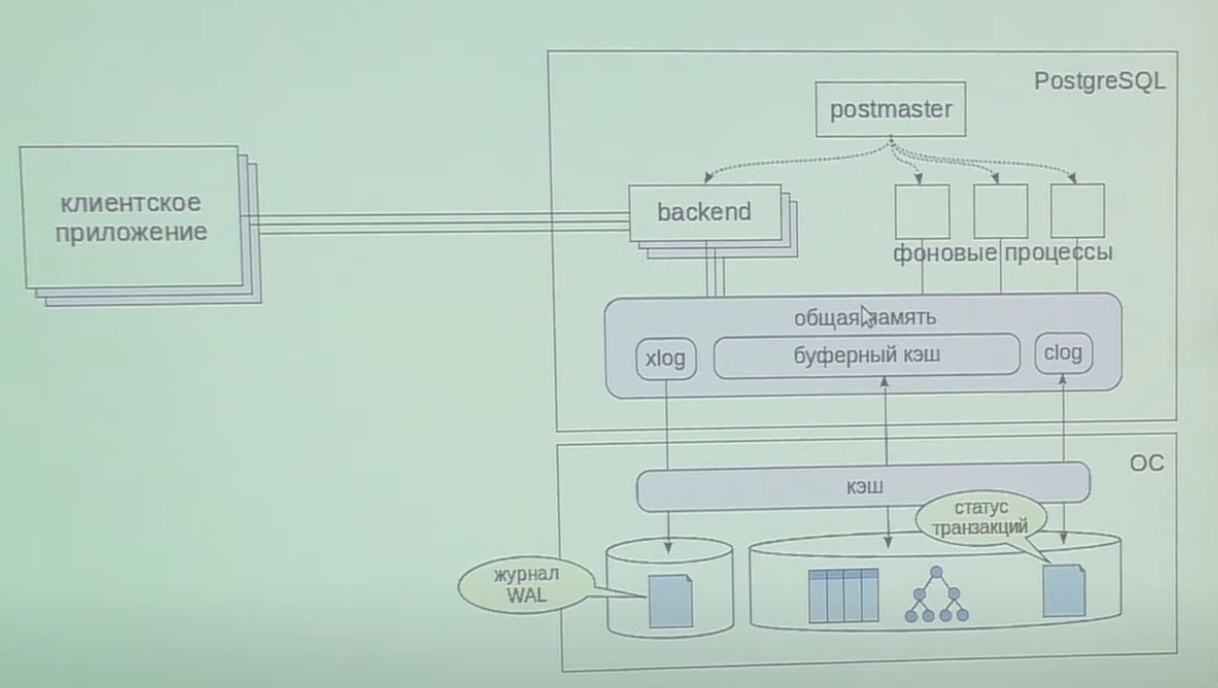 PostgreSQL
postmaster
клиентское
приложение
backend
фоновые процессы
общая память
xlog
буферный кэш
clog
ОС
кэш
статус
транзакций
журнал
WAL